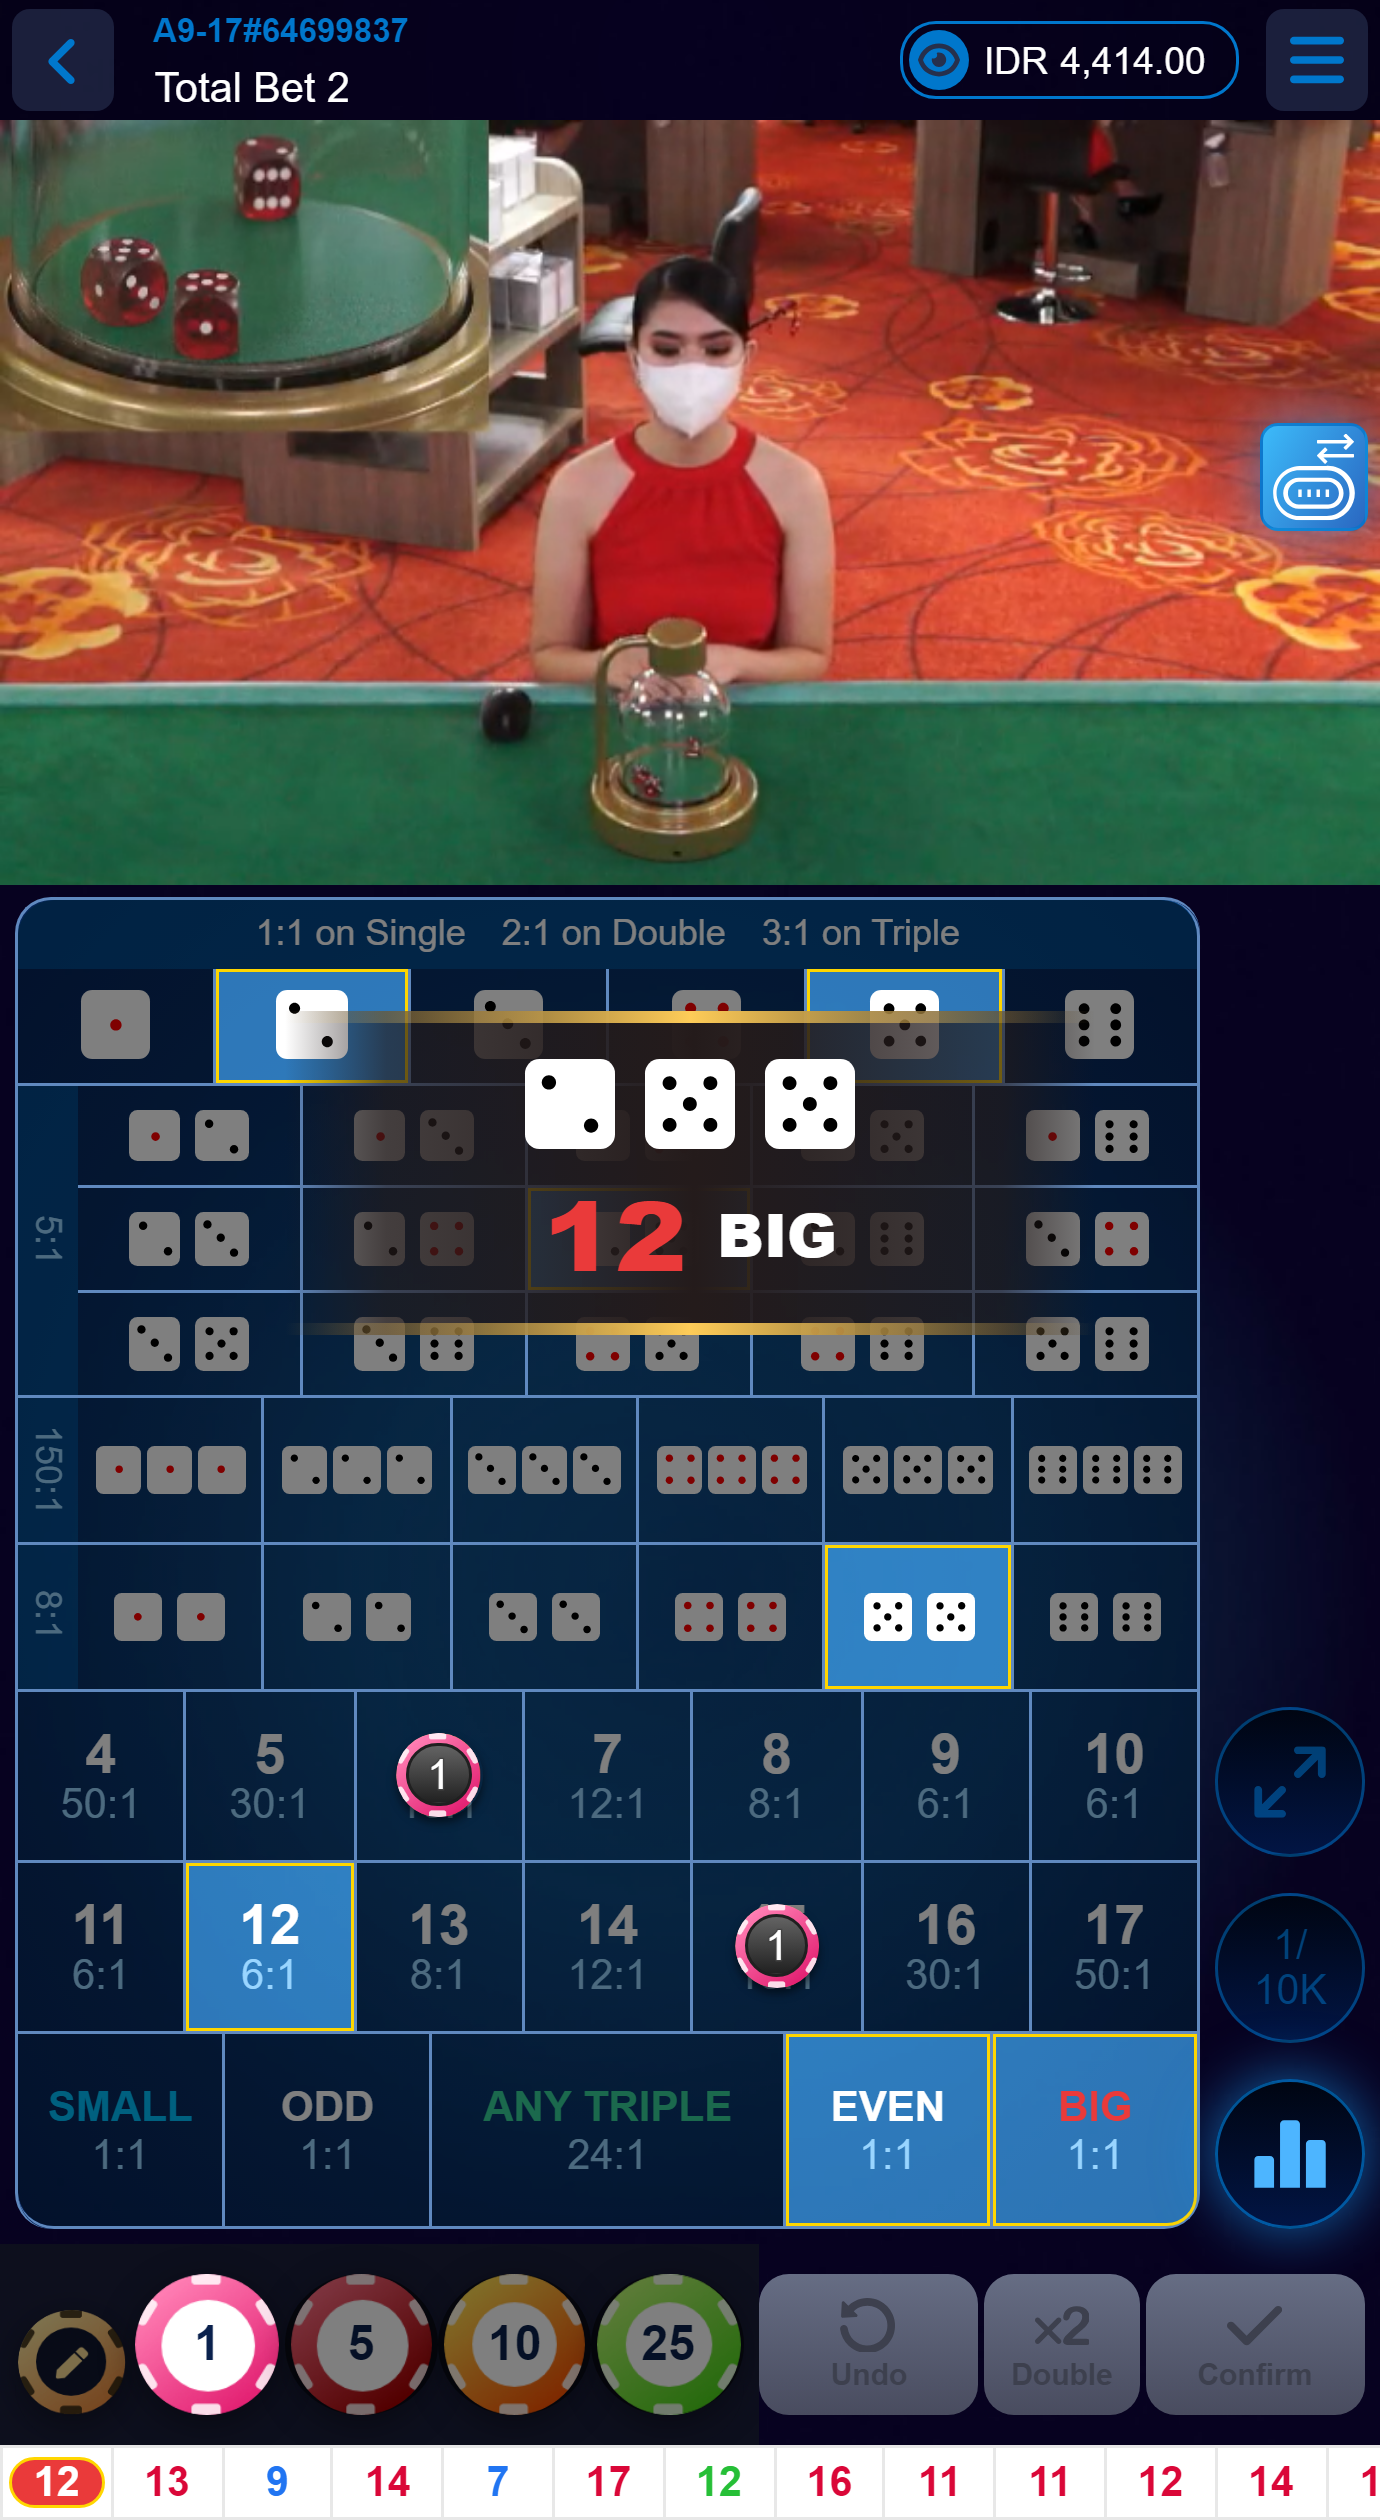 A9-17#64699837
Total Bet 2
IDR 4,414.00
1:1 on Single 2:1 on Double 3:1 on Triple
12 BIG
5:1
150:1
8:1
4 5 1 7 8 9 10
50:1 30:1 12:1 8:1 6:1 6:1
11 12 13 14 1 16 17
6:1 6:1 8:1 12:1 30:1 50:1
1/
10K
SMALL ODD ANY TRIPLE EVEN BIG
1:1 1:1 24:1 1:1 1:1
1 5 10 25
x2
Undo Double Confirm
12 13 9 14 7 17 12 16 11 11 12 14